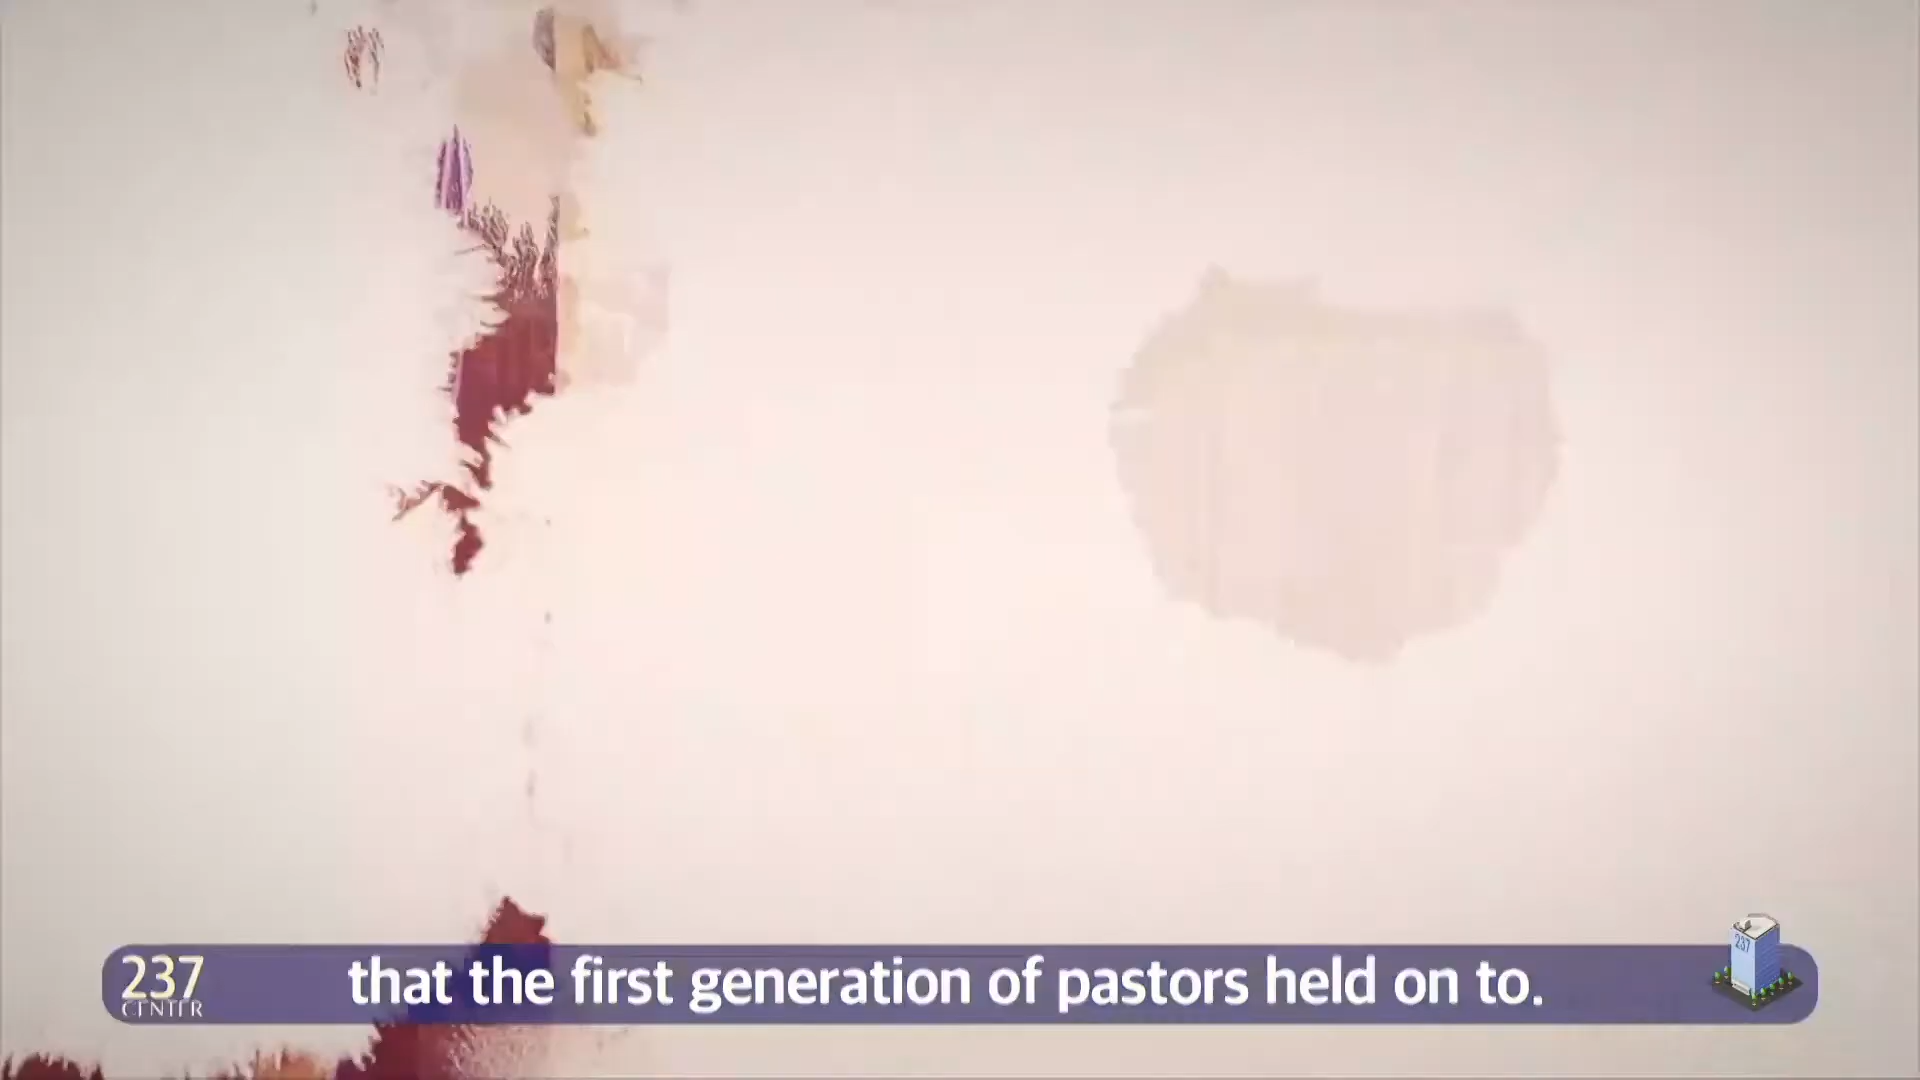 237
CENTER
that the first generation of pastors held on to.
237